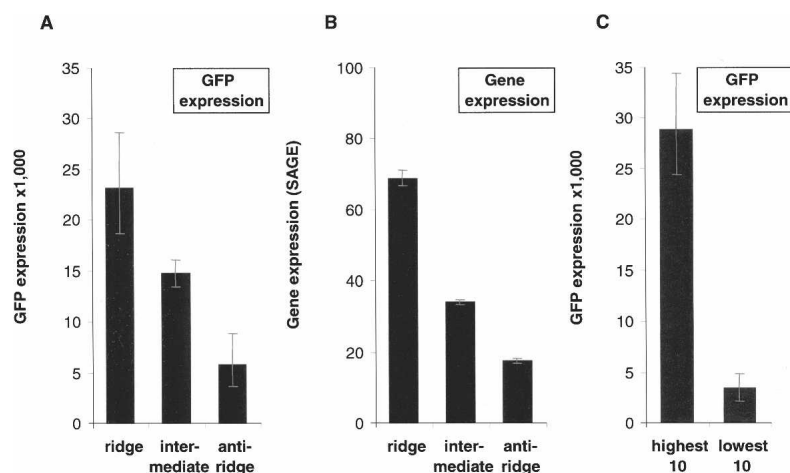 A
GFP
expression
GFP expression x1,000
35
30
25
20
15
10
5
0
ridge
inter-
mediate
anti-
ridge
B
Gene
expression
Gene expression (SAGE)
100
80
60
40
20
0
ridge
inter-
mediate
anti-
ridge
C
GFP
expression
GFP expression x1,000
35
30
25
20
15
10
5
0
highest
10
lowest
10